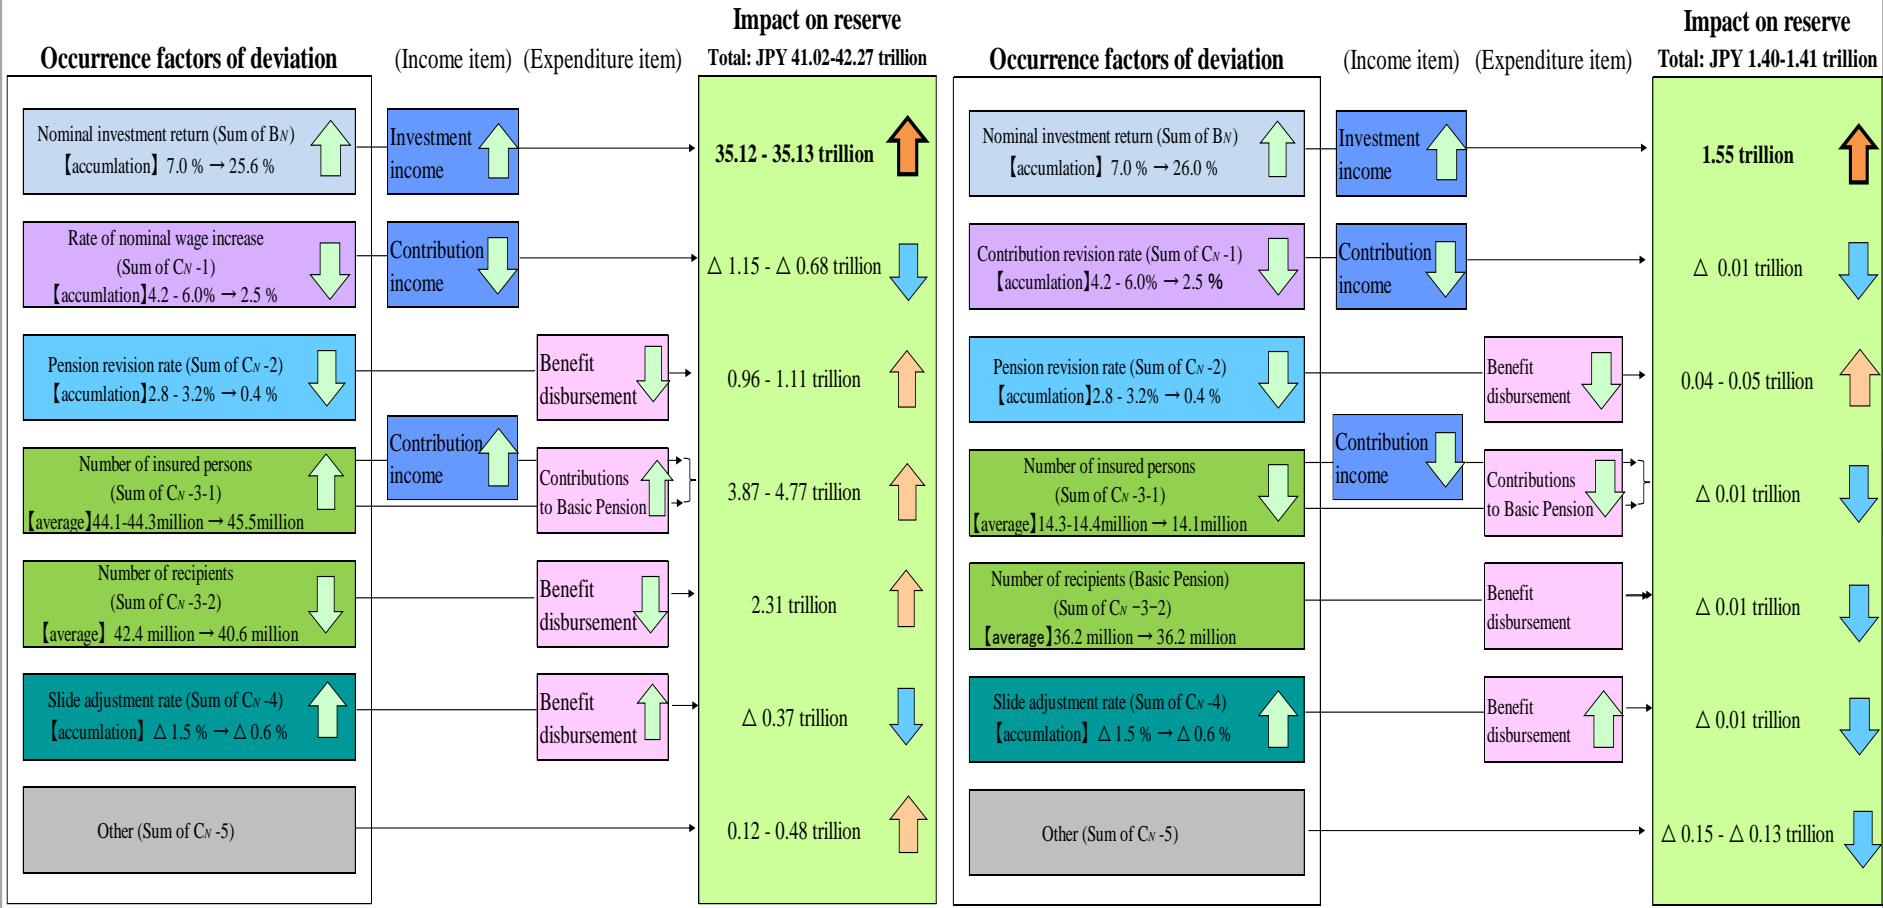 Impact on reserve
Occurrence factors of deviation
(Income item)
(Expenditure item)
Total: JPY 41.02-42.27 trillion
Nominal investment return (Sum of BN)
【accumlation】 7.0 % → 25.6 %
Investment
income
35.12 - 35.13 trillion
Rate of nominal wage increase
(Sum of CN -1)
【accumlation】4.2 - 6.0% → 2.5 %
Contribution
income
Δ 1.15 - Δ 0.68 trillion
Pension revision rate (Sum of CN -2)
【accumlation】2.8 - 3.2% → 0.4 %
Benefit
disbursement
0.96 - 1.11 trillion
Number of insured persons
(Sum of CN -3-1)
【average】44.1-44.3million → 45.5million
Contribution
income
Contributions
to Basic Pension
3.87 - 4.77 trillion
Number of recipients
(Sum of CN -3-2)
【average】 42.4 million → 40.6 million
Benefit
disbursement
2.31 trillion
Slide adjustment rate (Sum of CN -4)
【accumlation】 Δ 1.5 % → Δ 0.6 %
Benefit
disbursement
Δ 0.37 trillion
Other (Sum of CN -5)
0.12 - 0.48 trillion
Impact on reserve
Occurrence factors of deviation
(Income item)
(Expenditure item)
Total: JPY 1.40-1.41 trillion
Nominal investment return (Sum of BN)
【accumlation】 7.0 % → 26.0 %
Investment
income
1.55 trillion
Contribution revision rate (Sum of CN -1)
【accumlation】4.2 - 6.0% → 2.5 %
Contribution
income
Δ 0.01 trillion
Pension revision rate (Sum of CN -2)
【accumlation】2.8 - 3.2% → 0.4 %
Benefit
disbursement
0.04 - 0.05 trillion
Number of insured persons
(Sum of CN -3-1)
【average】14.3-14.4million → 14.1million
Contribution
income
Contributions
to Basic Pension
Δ 0.01 trillion
Number of recipients (Basic Pension)
(Sum of CN −3−2)
【average】36.2 million → 36.2 million
Benefit
disbursement
Δ 0.01 trillion
Slide adjustment rate (Sum of CN -4)
【accumlation】 Δ 1.5 % → Δ 0.6 %
Benefit
disbursement
Δ 0.01 trillion
Other (Sum of CN -5)
Δ 0.15 - Δ 0.13 trillion